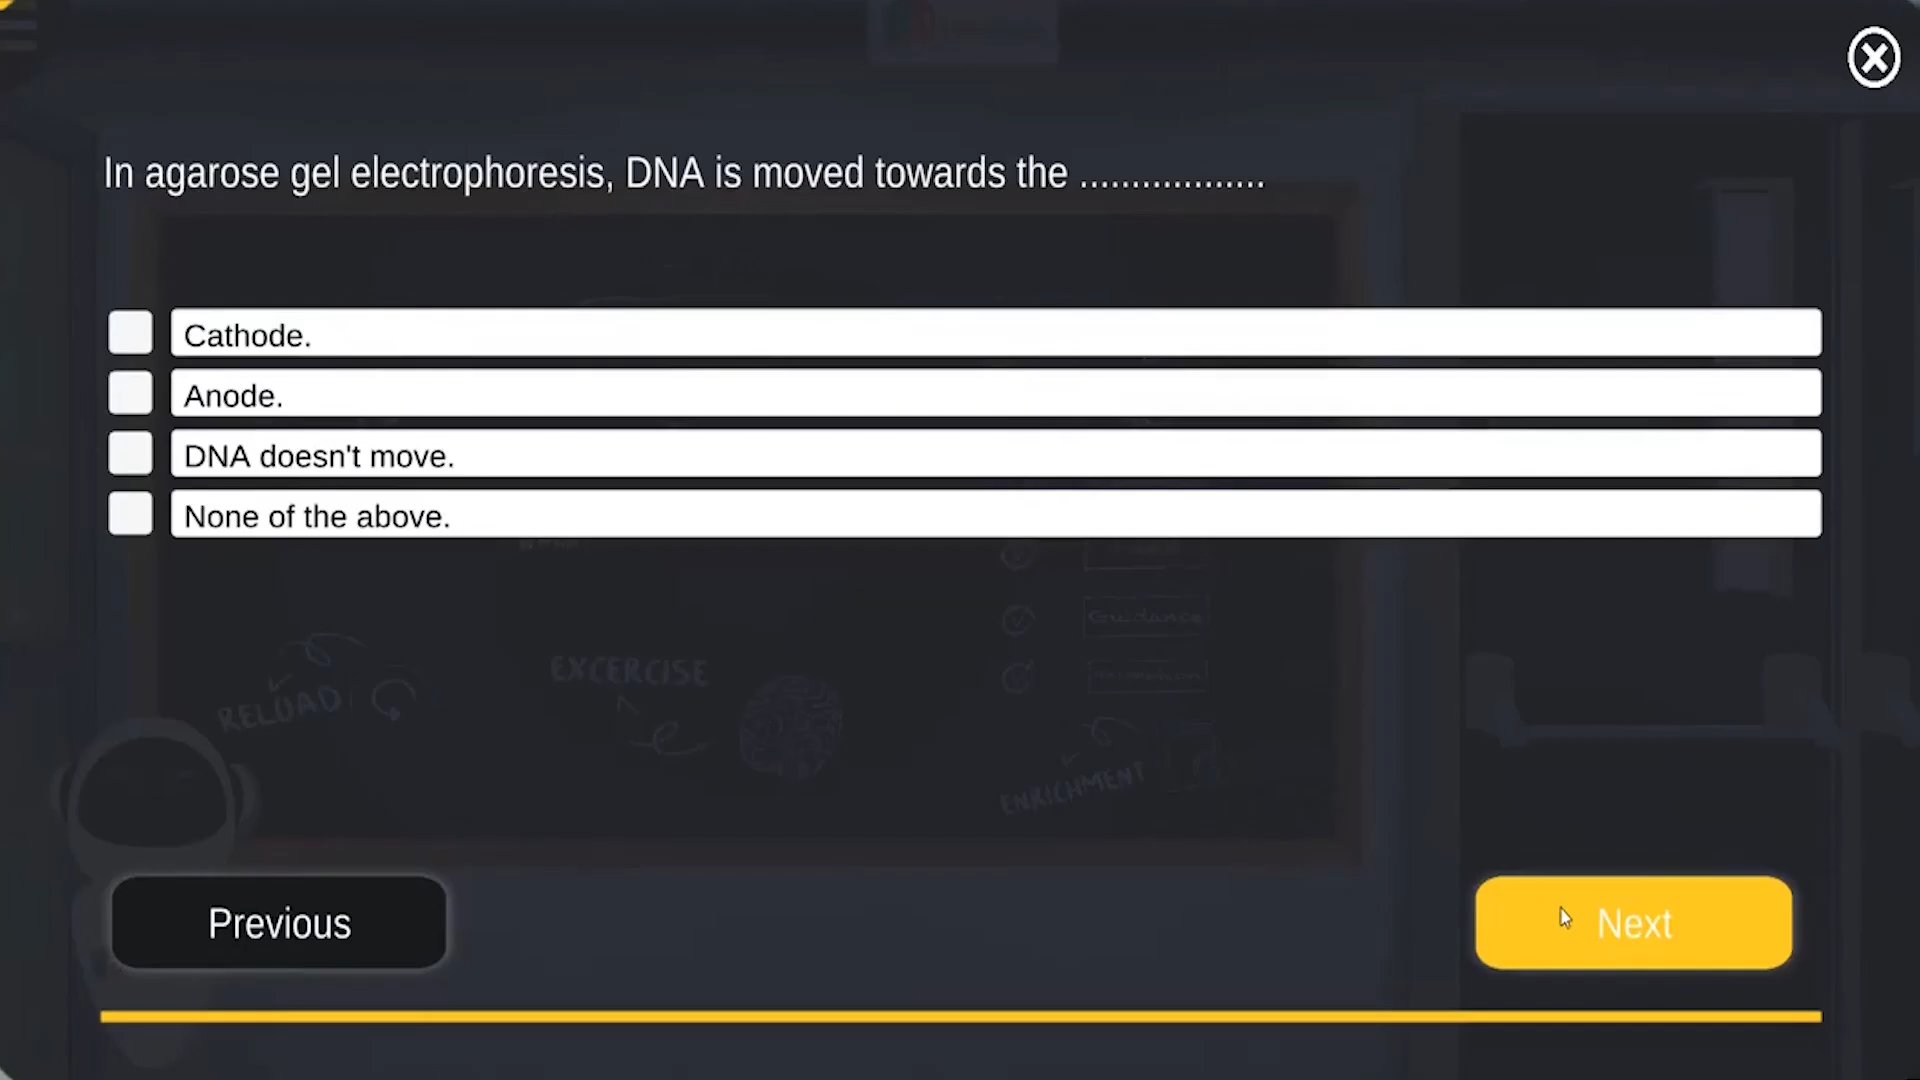 In agarose gel electrophoresis, DNA is moved towards the ..................
Cathode.
Anode.
DNA doesn't move.
None of the above.
Guidance
EXCERCISE
RELOAD
ENRICHMENT
Previous
Next